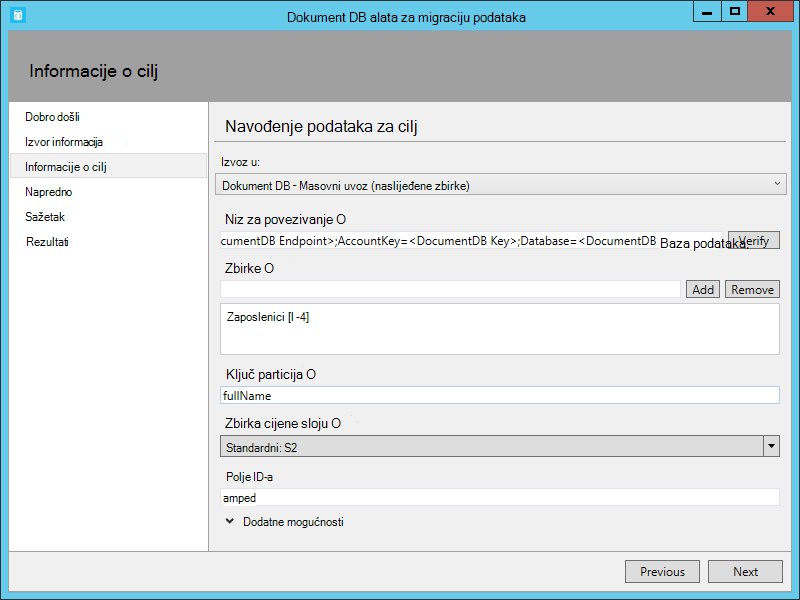 Dokument DB alata za migraciju podataka
Informacije o cilj
Dobro došli
Izvor informacija
Informacije o cilj
Napredno
Sažetak
Rezultati
Navođenje podataka za cilj
Izvoz u:
Dokument DB - Masovni uvoz (naslijeđene zbirke)
Niz za povezivanje O
cumentDB Endpoint>;AccountKey=<DocumentDB Key>;Database=<DocumentDB Baza podataka. Verify
Zbirke O
Add Remove
Zaposlenici [I -4]
Ključ particija O
fullName
Zbirka cijene sloju O
Standardni: S2
Polje ID-a
amped
Dodatne mogućnosti
Previous Next